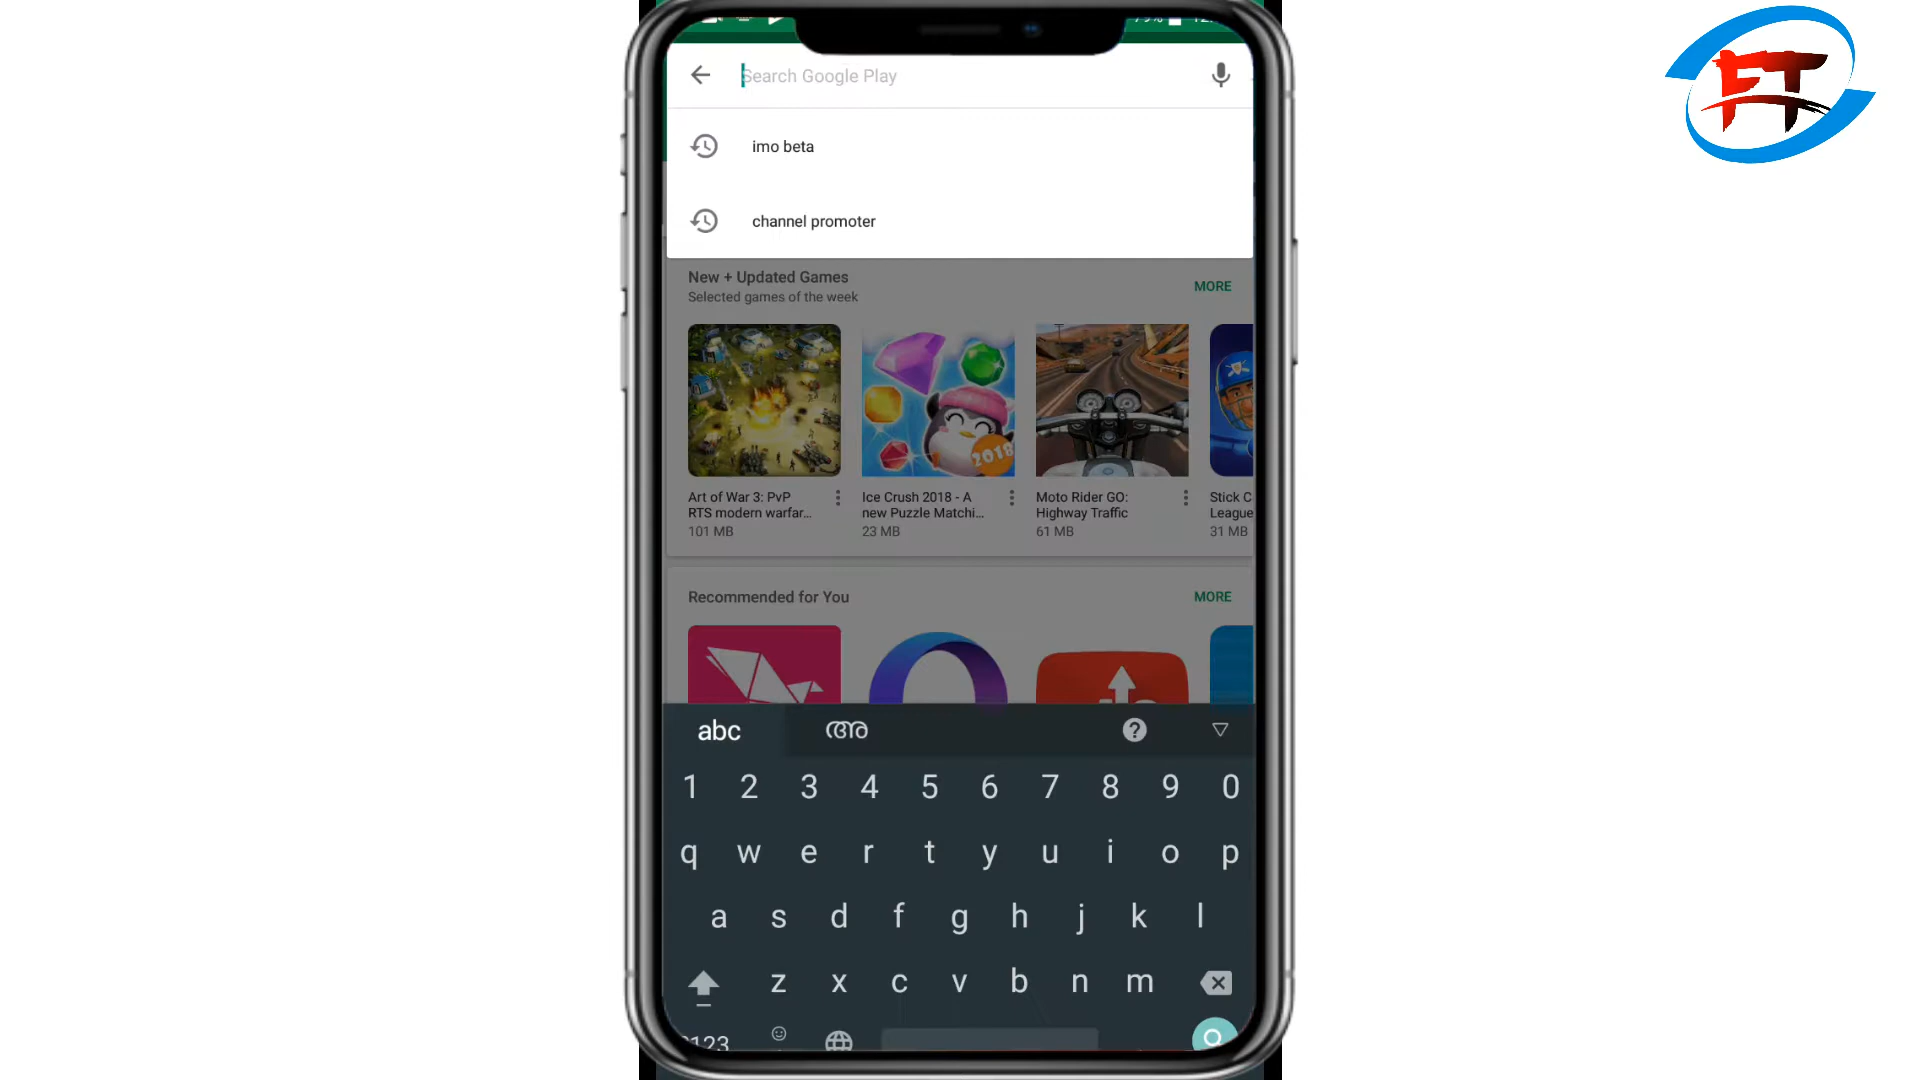 FT
Search Google Play
imo beta
channel promoter
New + Updated Games
MORE
Selected games of the week
2018
Art of War 3: PvP
RTS modern warfar...
101 MB
Ice Crush 2018 - A
new Puzzle Matchi...
23 MB
Moto Rider GO:
Highway Traffic
61 MB
Stick C
League
31 MB
Recommended for You
MORE
abc അ
1 2 3 4 5 6 7 8 9 0
q w e r t y u i o p
a s d f g h j k l
z x c v b n m
?123